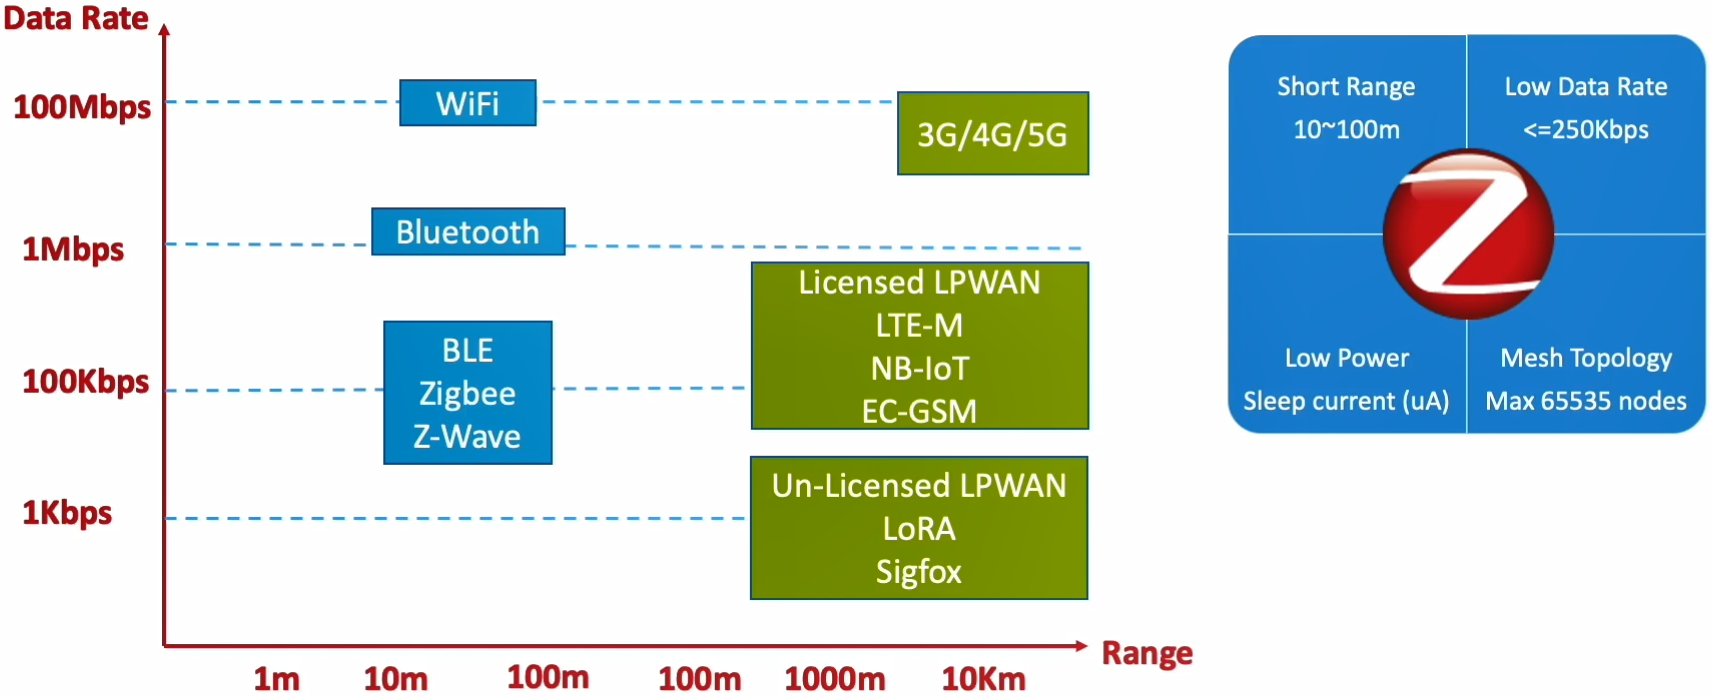 Data Rate
100Mbps
WiFi
3G/4G/5G
1Mbps
Bluetooth
Licensed LPWAN
LTE-M
NB-IoT
EC-GSM
100Kbps
BLE
Zigbee
Z-Wave
1Kbps
Un-Licensed LPWAN
LoRA
Sigfox
Range
1m
10m
100m
100m
1000m
10Km
Short Range
10~100m
Low Data Rate
<=250Kbps
Low Power
Sleep current (uA)
Mesh Topology
Max 65535 nodes